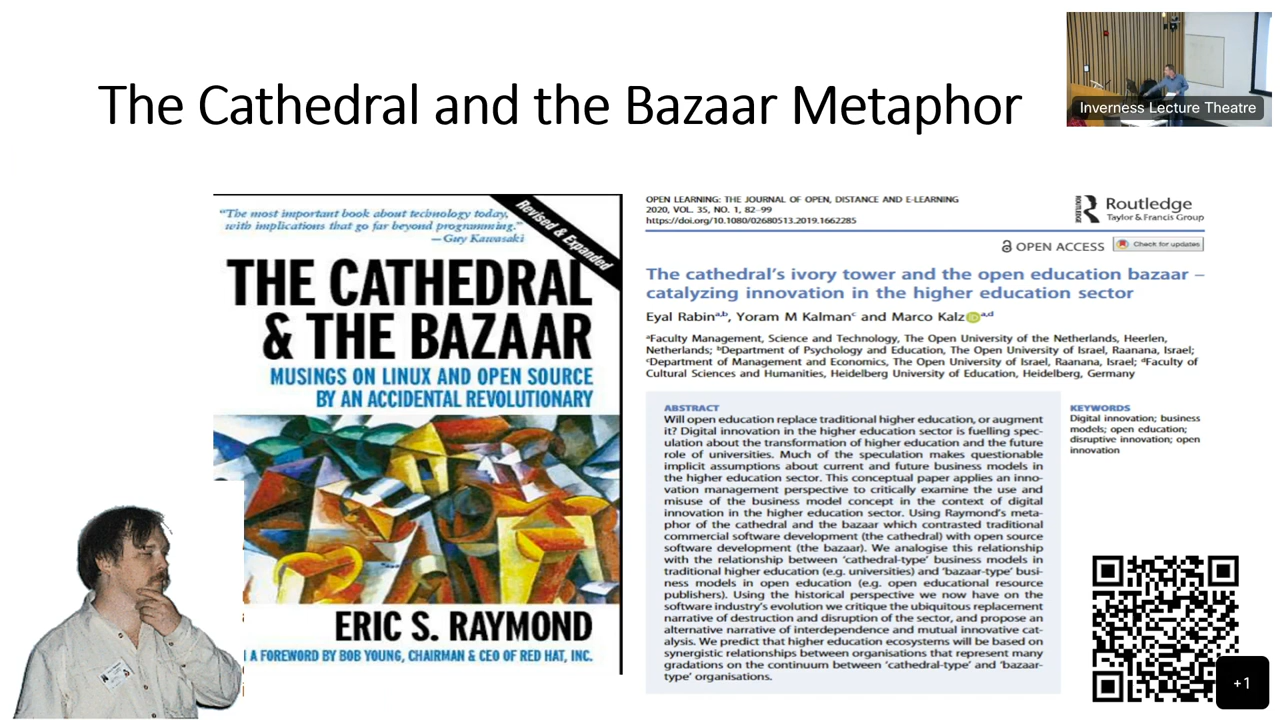 The Cathedral and the Bazaar Metaphor
Inverness Lecture Theatre
“The most important book about technology today,
with implications that go far beyond programming.”
—Guy Kawasaki
Revised & Expanded
THE CATHEDRAL
& THE BAZAAR
MUSINGS ON LINUX AND OPEN SOURCE
BY AN ACCIDENTAL REVOLUTIONARY
ERIC S. RAYMOND
A FOREWORD BY BOB YOUNG, CHAIRMAN & CEO OF RED HAT, INC.
OPEN LEARNING: THE JOURNAL OF OPEN, DISTANCE AND E-LEARNING
2020, VOL. 35, NO. 1, 82–99
https://doi.org/10.1080/02680513.2019.1662285
ROUTLEDGE
Routledge
Taylor & Francis Group
OPEN ACCESS
Check for updates
The cathedral’s ivory tower and the open education bazaar –
catalyzing innovation in the higher education sector
Eyal Rabin a,b, Yoram M Kalman c and Marco Kalz iD a,d
aFaculty Management, Science and Technology, The Open University of the Netherlands, Heerlen,
Netherlands; bDepartment of Psychology and Education, The Open University of Israel, Raanana, Israel;
cDepartment of Management and Economics, The Open University of Israel, Raanana, Israel; dFaculty of
Cultural Sciences and Humanities, Heidelberg University of Education, Heidelberg, Germany
ABSTRACT
Will open education replace traditional higher education, or augment
it? Digital innovation in the higher education sector is fuelling spec-
ulation about the transformation of higher education and the future
role of universities. Much of the speculation makes questionable
implicit assumptions about current and future business models in
the higher education sector. This conceptual paper applies an inno-
vation management perspective to critically examine the use and
misuse of the business model concept in the context of digital
innovation in the higher education sector. Using Raymond’s meta-
phor of the cathedral and the bazaar which contrasted traditional
commercial software development (the cathedral) with open source
software development (the bazaar). We analogise this relationship
with the relationship between ‘cathedral-type’ business models in
traditional higher education (e.g. universities) and ‘bazaar-type’ busi-
ness models in open education (e.g. open educational resource
publishers). Using the historical perspective we now have on the
software industry’s evolution we critique the ubiquitous replacement
narrative of destruction and disruption of the sector, and propose an
alternative narrative of interdependence and mutual innovative cat-
alysis. We predict that higher education ecosystems will be based on
synergistic relationships between organisations that represent many
gradations on the continuum between ‘cathedral-type’ and ‘bazaar-
type’ organisations.
KEYWORDS
Digital innovation; business
models; open education;
disruptive innovation; open
innovation
+1